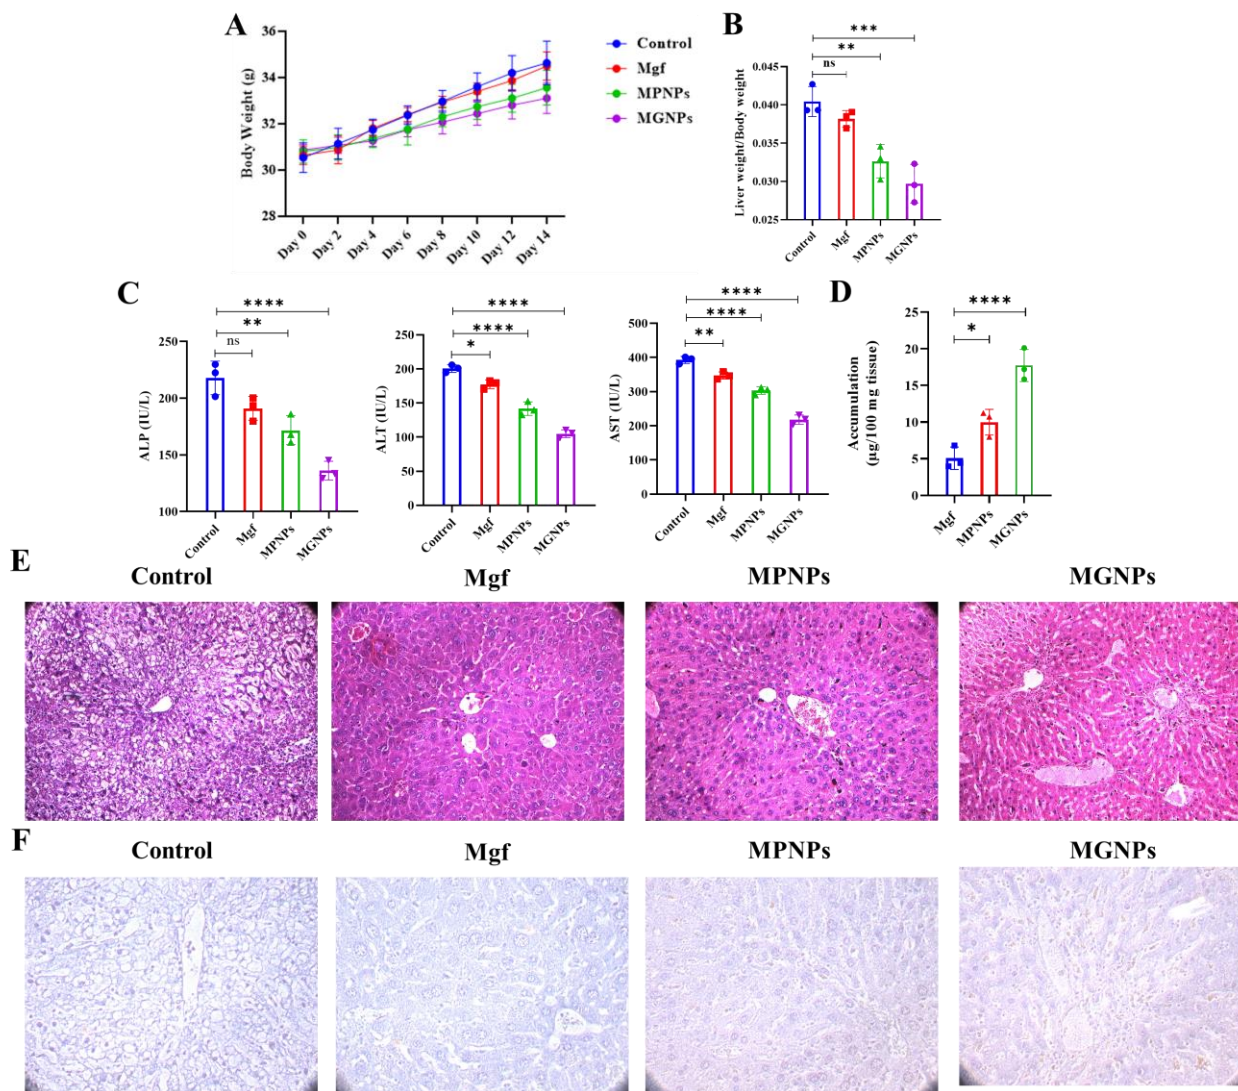 A
Body Weight (g)
36
34
32
30
28
Day 0
Day 2
Day 4
Day 6
Day 8
Day 10
Day 12
Day 14
Control
Mgf
MPNPs
MGNPs
B
Liver weight/Body weight
0.045
0.040
0.035
0.030
0.025
***
**
ns
Control
Mgf
MPNPs
MGNPs
C
ALP (IU/L)
250
200
150
100
****
**
ns
Control
Mgf
MPNPs
MGNPs
ALT (IU/L)
250
200
150
100
50
0
****
****
*
Control
Mgf
MPNPs
MGNPs
AST (IU/L)
500
400
300
200
100
0
****
****
**
Control
Mgf
MPNPs
MGNPs
D
Accumulation
(µg/100 mg tissue)
25
20
15
10
5
0
****
*
Mgf
MPNPs
MGNPs
E
Control
Mgf
MPNPs
MGNPs
F
Control
Mgf
MPNPs
MGNPs